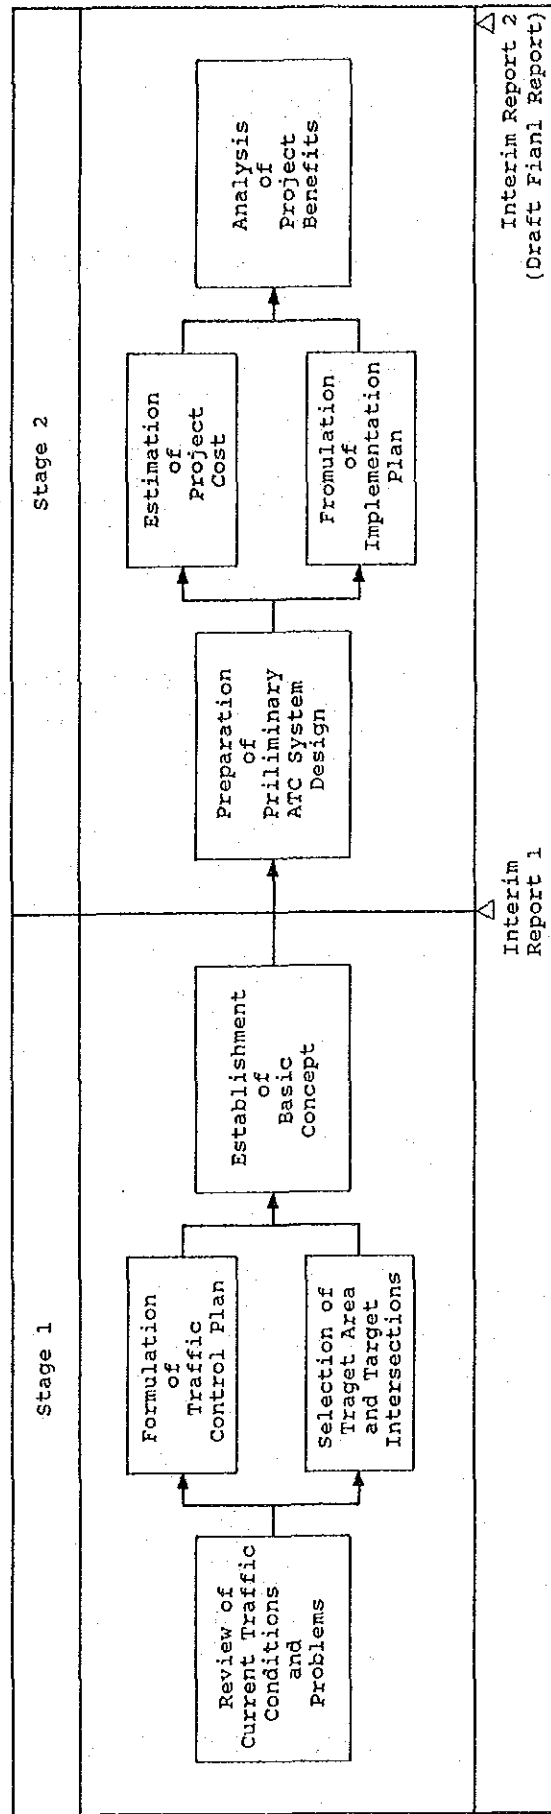 Stage 1
Stage 2
Review of
Current Traffic
Conditions
and
Problems
Formulation
of
Traffic
Control Plan
Selection of
Traget Area
and Target
Intersections
Establishment
of
Basic
Concept
Preparation
of
Priliminary
ATC System
Design
Estimation
of
Project
Cost
Fromulation
of
Implementation
Plan
Analysis
of
Project
Benefits
Interim
Report 1
Interim Report 2
(Draft Fianl Report)